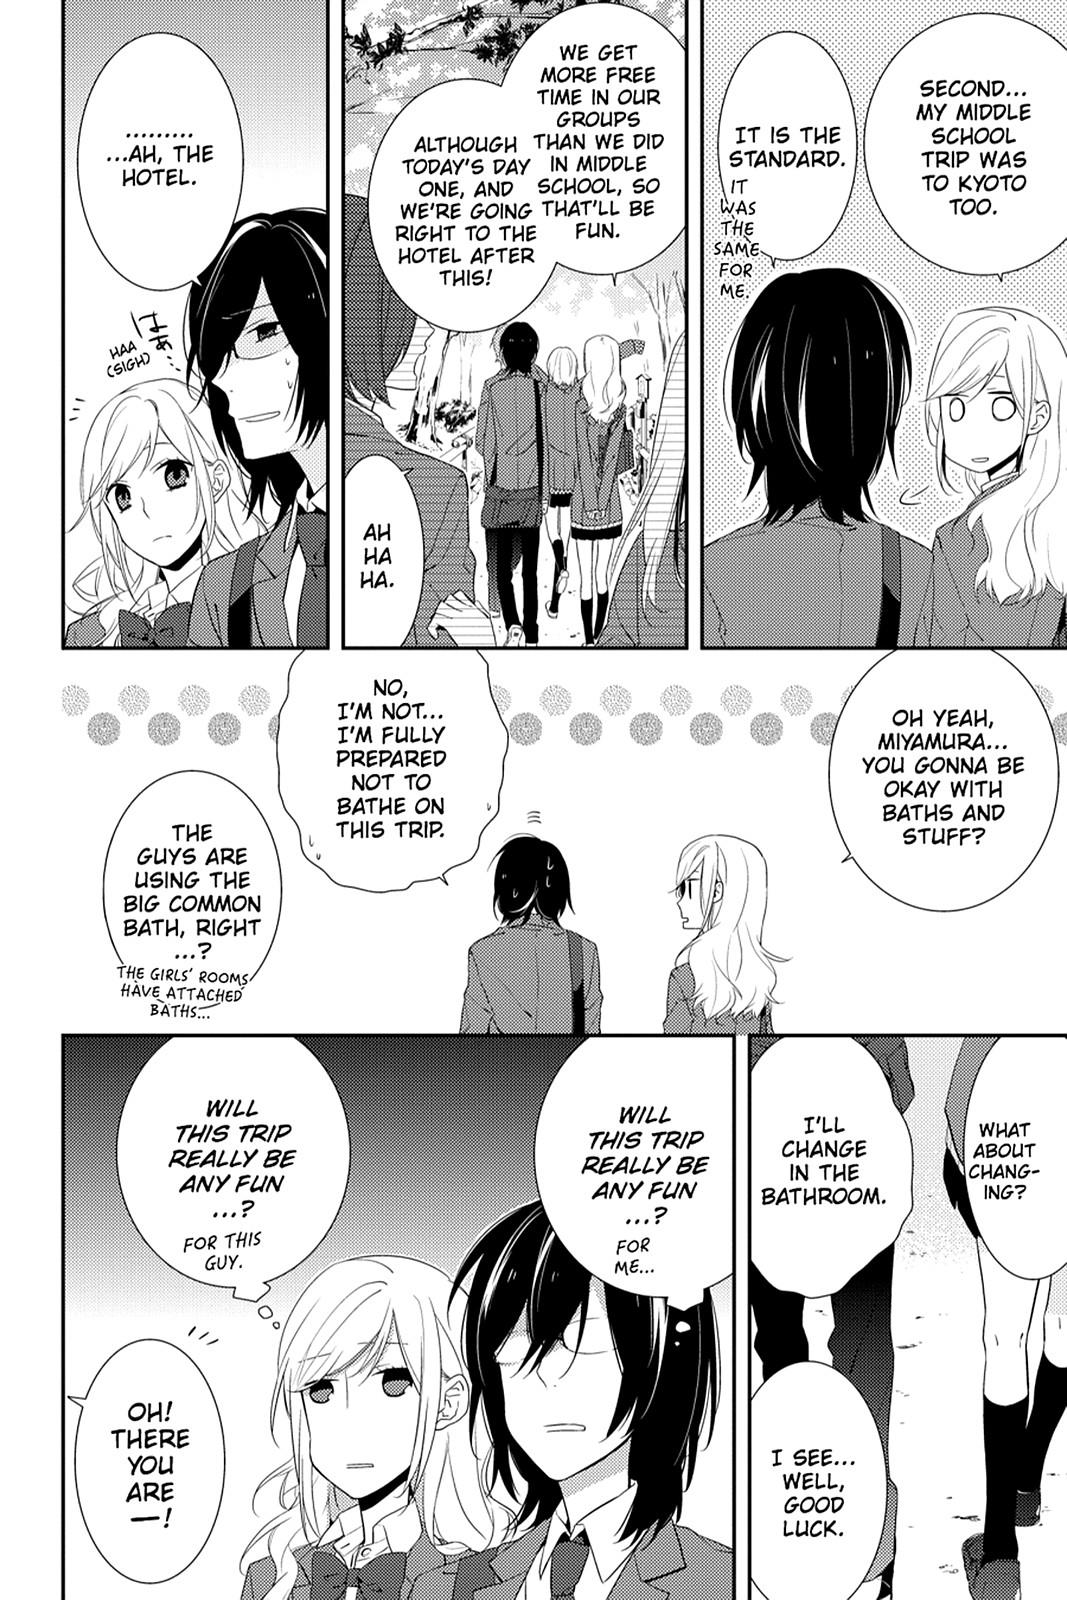 SECOND...
MY MIDDLE
SCHOOL
TRIP WAS
TO KYOTO
TOO.
IT IS THE
STANDARD.
IT
WAS
THE
SAME
FOR
ME.
WE GET
MORE FREE
TIME IN OUR
GROUPS
THAN WE DID
IN MIDDLE
SCHOOL, SO
THAT'LL BE
FUN.
ALTHOUGH
TODAY'S DAY
ONE, AND
WE'RE GOING
RIGHT TO THE
HOTEL AFTER
THIS!
AH
HA
HA.
.........
...AH, THE
HOTEL.
はぁ…
HAA
(SIGH)
OH YEAH,
MIYAMURA...
YOU GONNA BE
OKAY WITH
BATHS AND
STUFF?
NO,
I'M NOT...
I'M FULLY
PREPARED
NOT TO
BATHE ON
THIS TRIP.
THE
GUYS ARE
USING THE
BIG COMMON
BATH, RIGHT
...?
THE GIRLS' ROOMS
HAVE ATTACHED
BATHS...
WHAT
ABOUT
CHANG-
ING?
I'LL
CHANGE
IN THE
BATHROOM.
I SEE...
WELL,
GOOD
LUCK.
WILL
THIS TRIP
REALLY BE
ANY FUN
...?
FOR
ME...
WILL
THIS TRIP
REALLY BE
ANY FUN
...?
FOR THIS
GUY.
OH!
THERE
YOU
ARE
—!